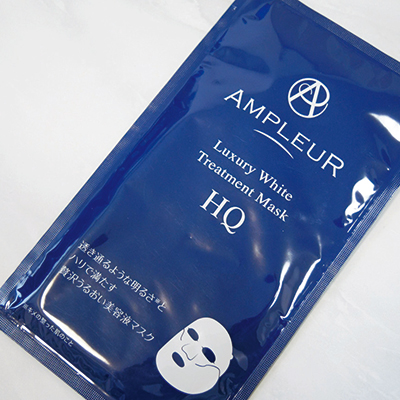 AMPLEUR
Luxury White
Treatment Mask
HQ
透き通るような明るさ※と
ハリで満たす
贅沢うるおい美容液マスク